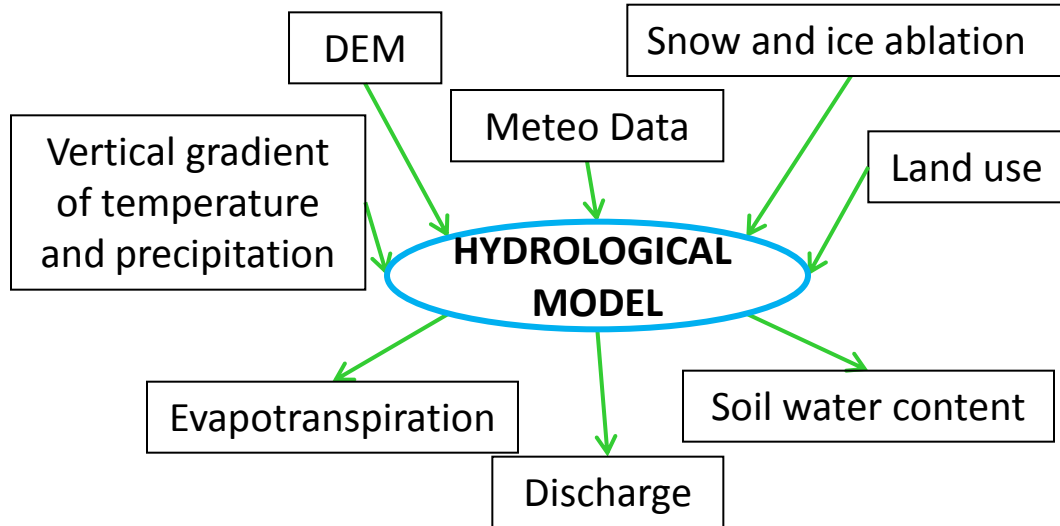 DEM
Snow and ice ablation
Meteo Data
Vertical gradient
of temperature
and precipitation
Land use
HYDROLOGICAL
MODEL
Evapotranspiration
Soil water content
Discharge